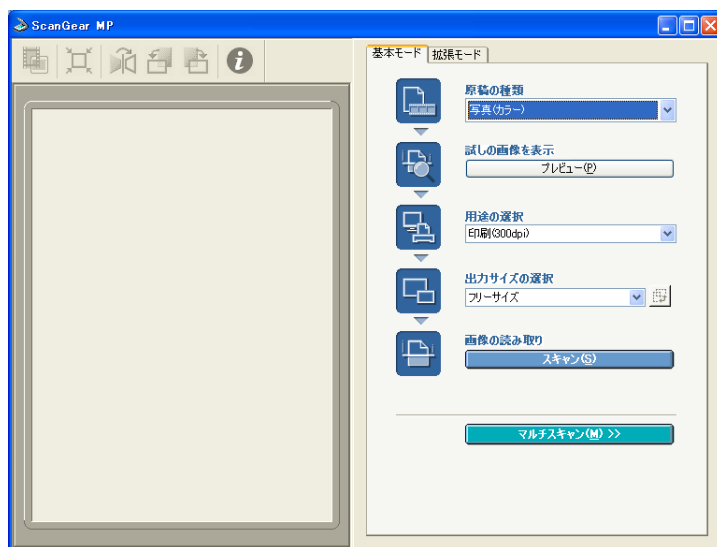 ScanGear MP
基本モード
拡張モード
原稿の種類
写真(カラー)
試しの画像を表示
プレビュー(P)
用途の選択
印刷(300dpi)
出力サイズの選択
フリーサイズ
画像の読み取り
スキャン(S)
マルチスキャン(M) >>